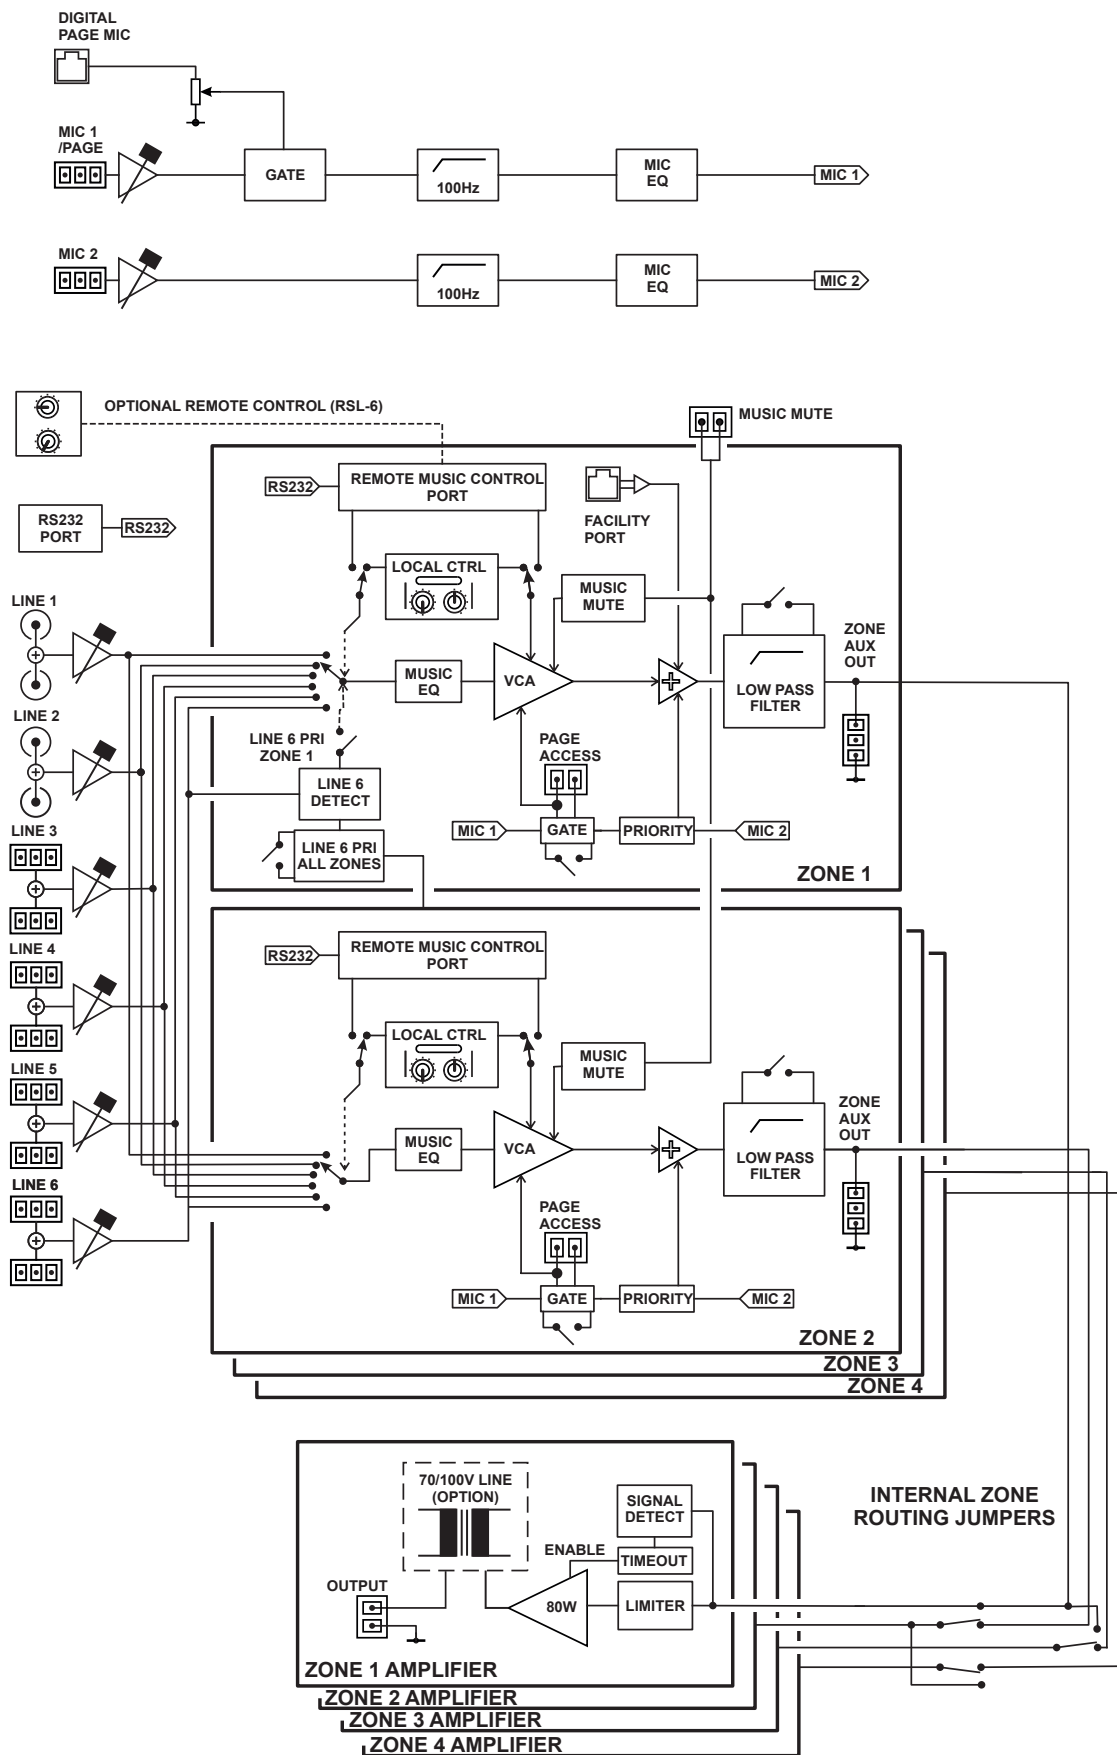 DIGITAL
PAGE MIC
MIC 1
/PAGE
GATE
100Hz
MIC
EQ
MIC 1
MIC 2
100Hz
MIC
EQ
MIC 2
OPTIONAL REMOTE CONTROL (RSL-6)
MUSIC MUTE
RS232
REMOTE MUSIC CONTROL
PORT
RS232
PORT
RS232
FACILITY
PORT
LOCAL CTRL
MUSIC
MUTE
LINE 1
ZONE
AUX
OUT
MUSIC
EQ
VCA
LOW PASS
FILTER
LINE 2
LINE 6 PRI
ZONE 1
PAGE
ACCESS
LINE 6
DETECT
LINE 3
MIC 1
GATE
PRIORITY
MIC 2
LINE 6 PRI
ALL ZONES
ZONE 1
LINE 4
RS232
REMOTE MUSIC CONTROL
PORT
LOCAL CTRL
MUSIC
MUTE
LINE 5
ZONE
AUX
OUT
MUSIC
EQ
VCA
LOW PASS
FILTER
LINE 6
PAGE
ACCESS
MIC 1
GATE
PRIORITY
MIC 2
ZONE 2
ZONE 3
ZONE 4
70/100V LINE
(OPTION)
SIGNAL
DETECT
INTERNAL ZONE
ROUTING JUMPERS
ENABLE
TIMEOUT
OUTPUT
80W
LIMITER
ZONE 1 AMPLIFIER
ZONE 2 AMPLIFIER
ZONE 3 AMPLIFIER
ZONE 4 AMPLIFIER